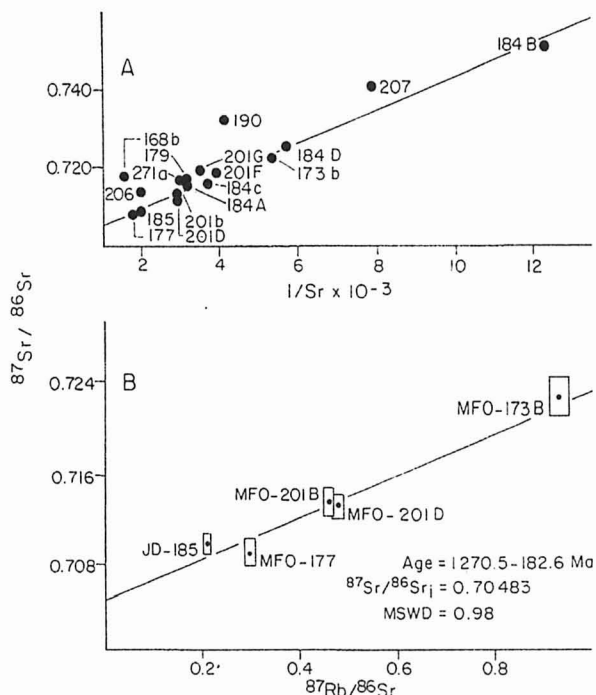 A
184 B
0.740
207
190
168b
179
201G
184 D
0.720
271a
201F
173 b
184c
206
184A
185
201b
177
201D
2
4
6
8
10
12
1/Sr x 10-3
87Sr / 86Sr
B
0.724
MFO-173B
0.716
MFO-201B
MFO-201D
JD-185
0.708
MFO-177
Age = 1270.5-182.6 Ma
87Sr/86Sri = 0.70483
MSWD = 0.98
0.2
0.4
0.6
0.8
87Rb/86Sr